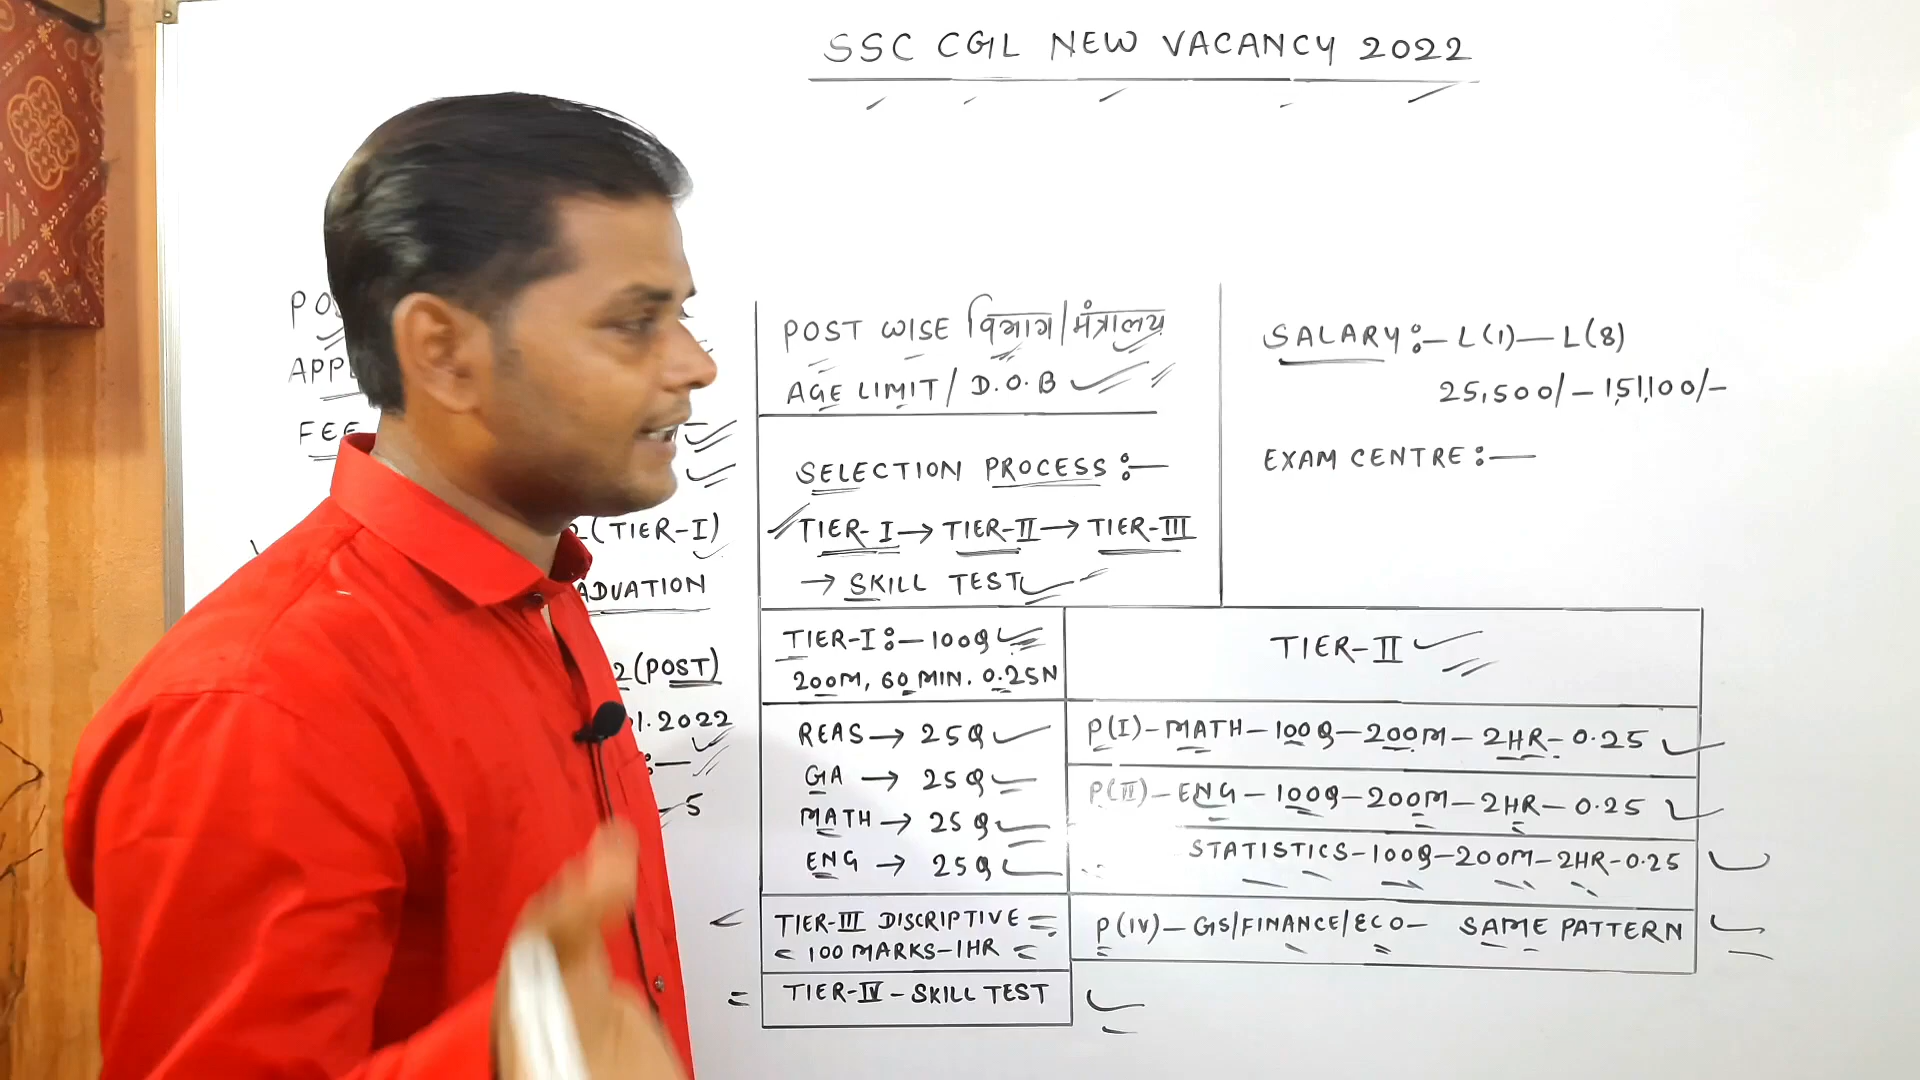 SSC CGL NEW VACANCY 2022
APP
FEE
(TIER-I)
2(POST)
1.2022
:—
5
POST WISE विभाग/मंत्रालय
AGE LIMIT/ D.O.B
SELECTION PROCESS :—
TIER-I → TIER-II → TIER-III
→ SKILL TEST
TIER-I :— 100Q
200M, 60 MIN. 0.25N
REAS → 25Q
GA → 25Q
MATH → 25Q
ENG → 25Q
TIER-III DISCRIPTIVE
100 MARKS-1HR
TIER-IV - SKILL TEST
SALARY :— L(1)—L(8)
25,500/- — 1,51,100/-
EXAM CENTRE :—
TIER-II
P(I)-MATH-100Q-200M-2HR-0.25
P(II)-ENG-100Q-200M-2HR-0.25
STATISTICS-100Q-200M-2HR-0.25
P(IV)-GS/FINANCE/ECO- SAME PATTERN